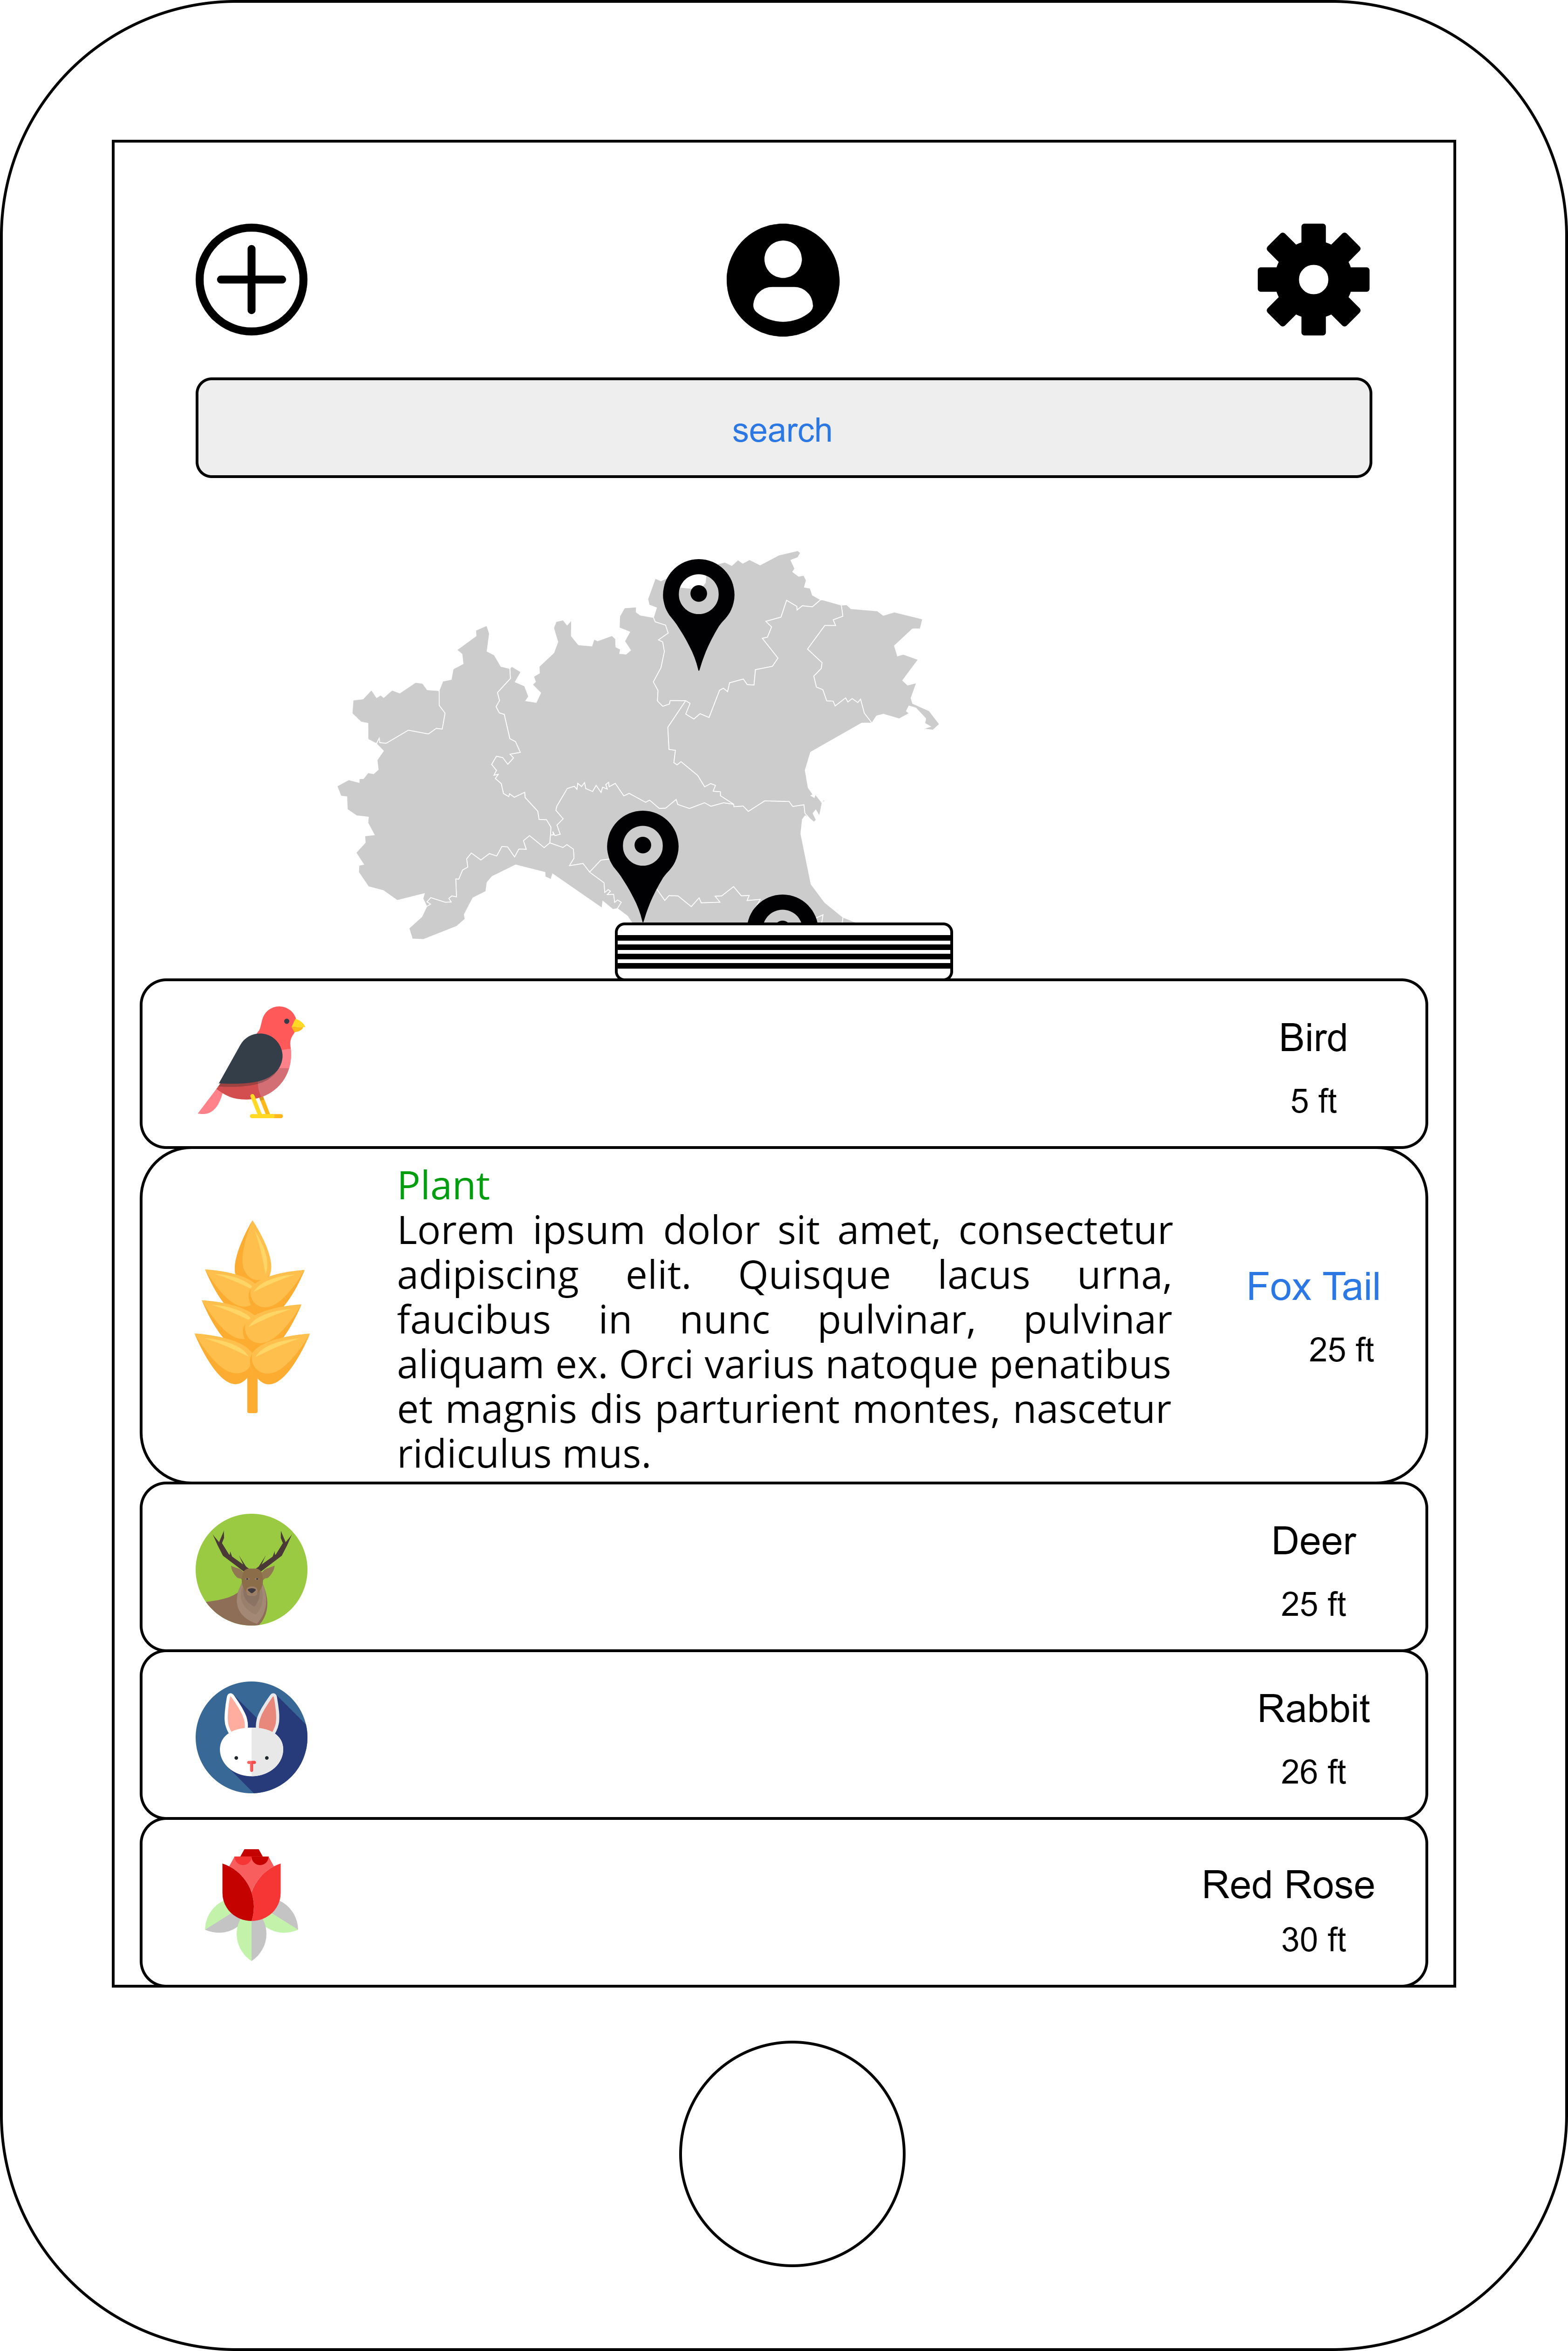 search
Bird
5 ft
Plant
Lorem ipsum dolor sit amet, consectetur
adipiscing elit. Quisque lacus urna,
faucibus in nunc pulvinar, pulvinar
aliquam ex. Orci varius natoque penatibus
et magnis dis parturient montes, nascetur
ridiculus mus.
Fox Tail
25 ft
Deer
25 ft
Rabbit
26 ft
Red Rose
30 ft